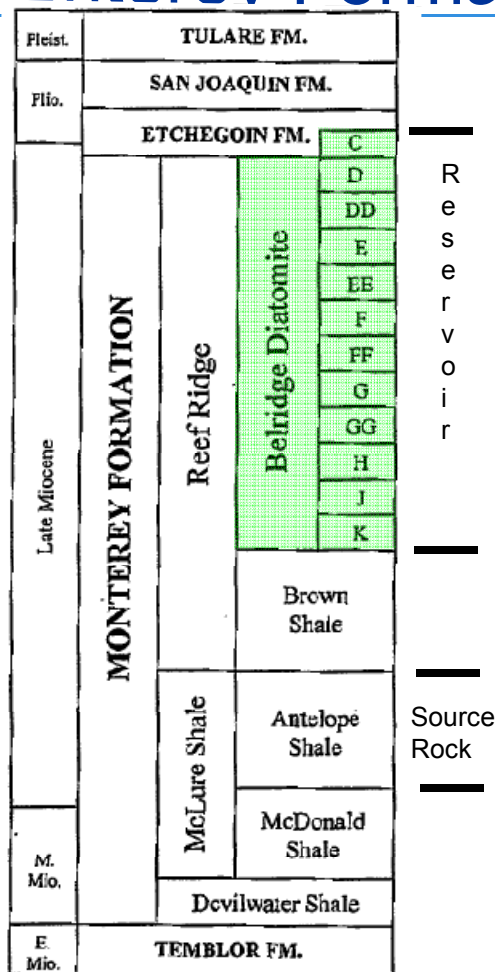 Pleist.
TULARE FM.
Plio.
SAN JOAQUIN FM.
ETCHEGOIN FM.
C
Late Miocene
MONTEREY FORMATION
Reef Ridge
Belridge Diatomite
D
DD
E
EE
F
FF
G
GG
H
J
K
Reservoir
Brown
Shale
McLure Shale
Antelope
Shale
Source
Rock
McDonald
Shale
M.
Mio.
Devilwater Shale
E.
Mio.
TEMBLOR FM.